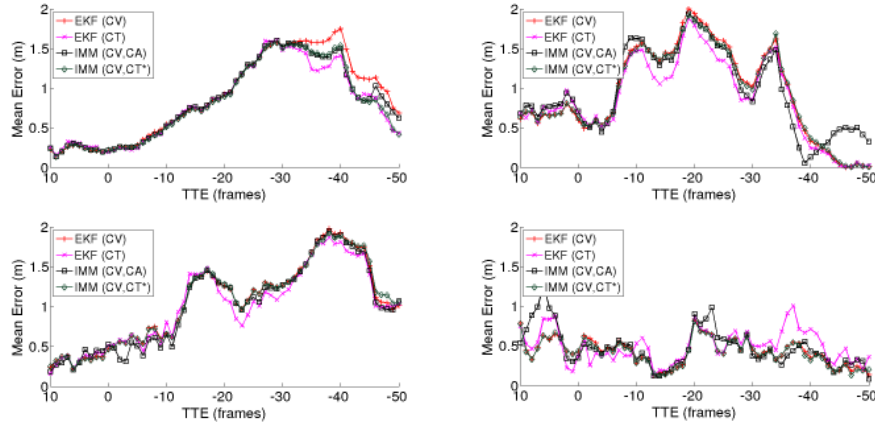 EKF (CV)
EKF (CT)
IMM (CV,CA)
IMM (CV,CT*)
Mean Error (m)
2
1.5
1
0.5
0
10 0 -10 -20 -30 -40 -50
TTE (frames)
EKF (CV)
EKF (CT)
IMM (CV,CA)
IMM (CV,CT*)
Mean Error (m)
2
1.5
1
0.5
0
10 0 -10 -20 -30 -40 -50
TTE (frames)
EKF (CV)
EKF (CT)
IMM (CV,CA)
IMM (CV,CT*)
Mean Error (m)
2
1.5
1
0.5
0
10 0 -10 -20 -30 -40 -50
TTE (frames)
EKF (CV)
EKF (CT)
IMM (CV,CA)
IMM (CV,CT*)
Mean Error (m)
2
1.5
1
0.5
0
10 0 -10 -20 -30 -40 -50
TTE (frames)